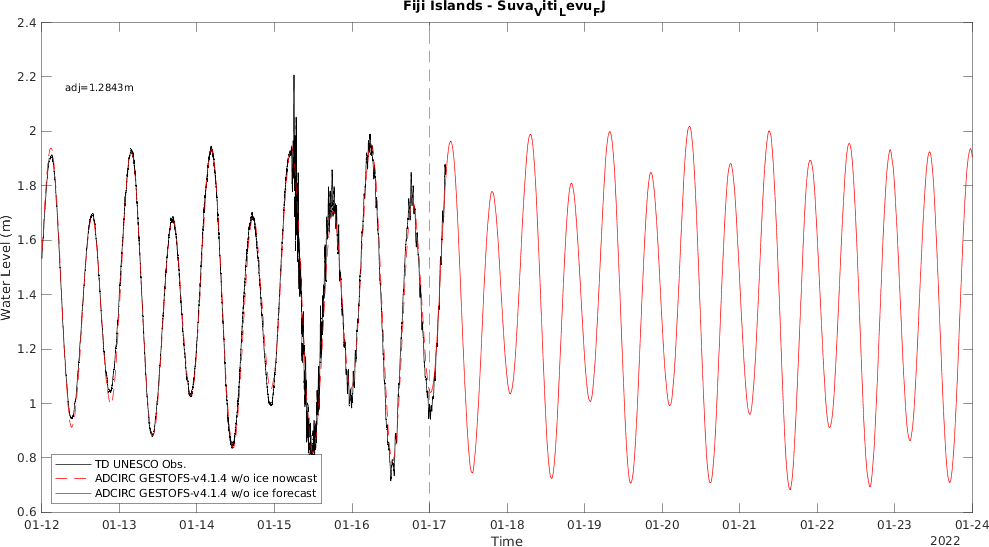 Fiji Islands - Suva_Viti_Levu_FJ
2.4
2.2
2
1.8
1.6
1.4
1.2
1
0.8
0.6
Water Level (m)
adj=1.2843m
TD UNESCO Obs.
ADCIRC GESTOFS-v4.1.4 w/o ice nowcast
ADCIRC GESTOFS-v4.1.4 w/o ice forecast
01-12 01-13 01-14 01-15 01-16 01-17 01-18 01-19 01-20 01-21 01-22 01-23 01-24
Time
2022